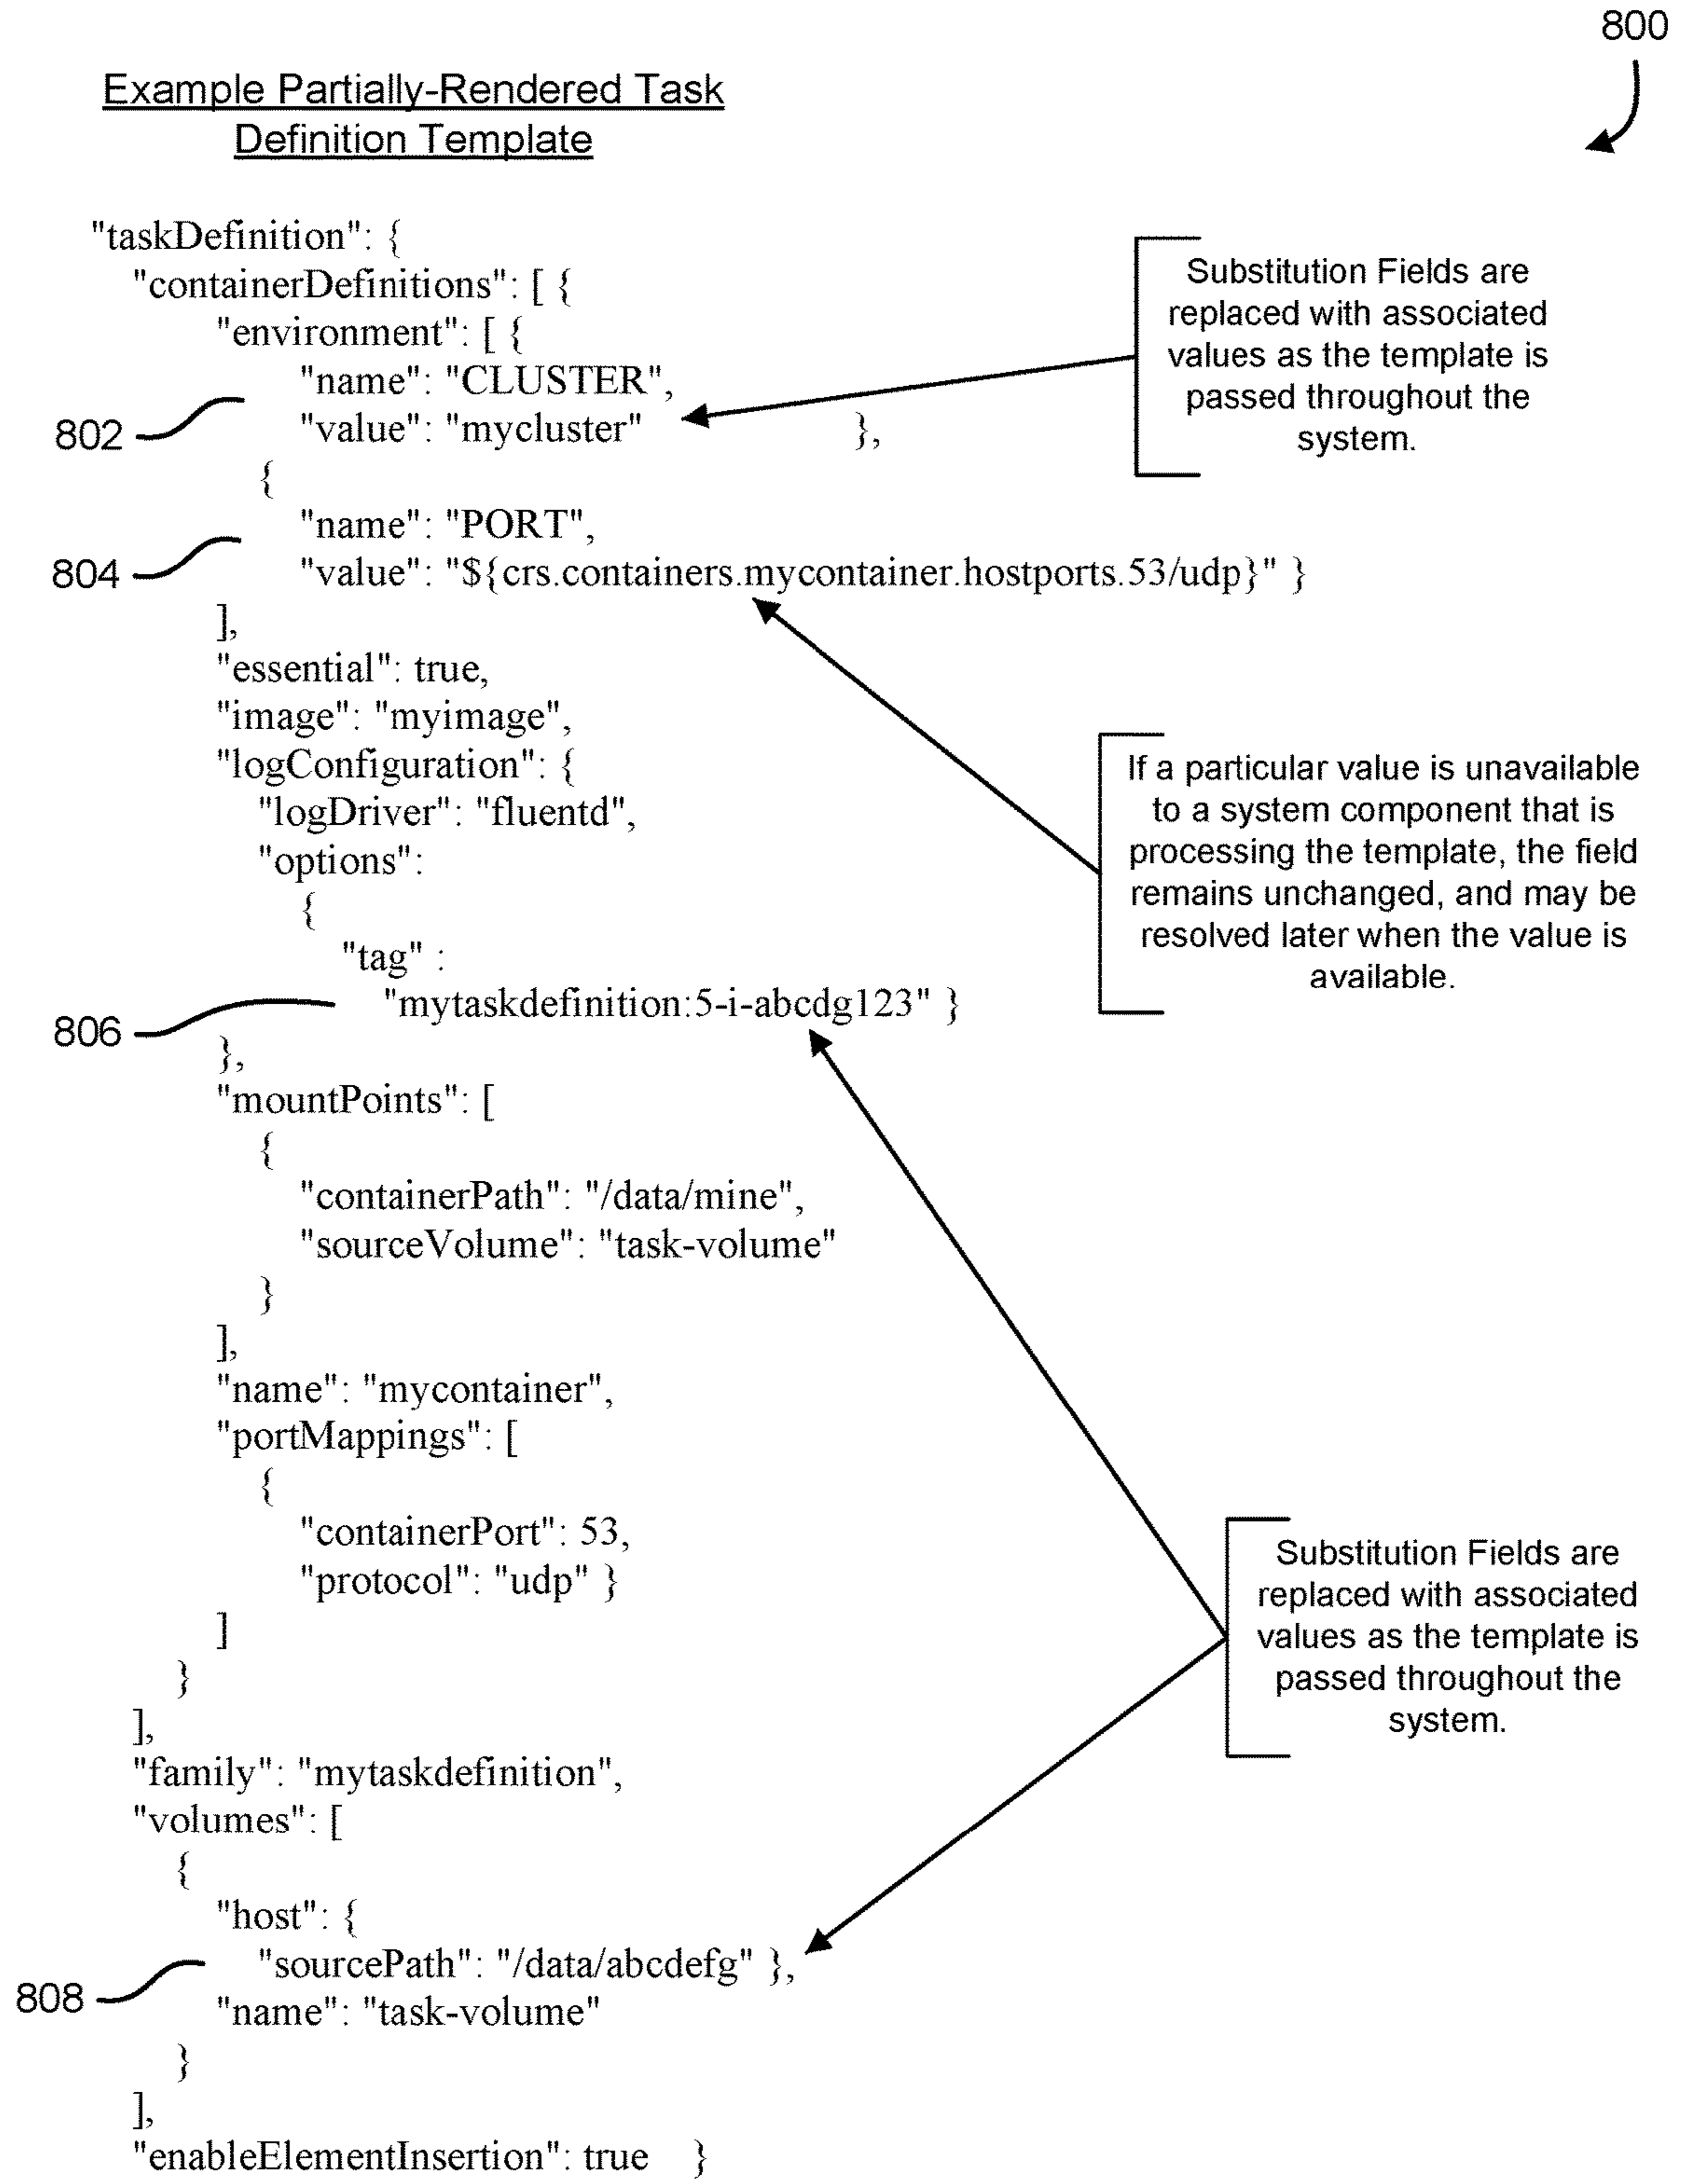 800
Example Partially-Rendered Task
Definition Template
"taskDefinition": {
"containerDefinitions": [ {
"environment": [ {
"name": "CLUSTER",
802
"value": "mycluster" },
{
"name": "PORT",
804
"value": "${crs.containers.mycontainer.hostports.53/udp}" }
],
"essential": true,
"image": "myimage",
"logConfiguration": {
"logDriver": "fluentd",
"options":
{
"tag" :
806
"mytaskdefinition:5-i-abcdg123" }
},
"mountPoints": [
{
"containerPath": "/data/mine",
"sourceVolume": "task-volume"
}
],
"name": "mycontainer",
"portMappings": [
{
"containerPort": 53,
"protocol": "udp" }
]
}
],
"family": "mytaskdefinition",
"volumes": [
{
"host": {
"sourcePath": "/data/abcdefg" },
808
"name": "task-volume"
}
],
"enableElementInsertion": true }
Substitution Fields are
replaced with associated
values as the template is
passed throughout the
system.
If a particular value is unavailable
to a system component that is
processing the template, the field
remains unchanged, and may be
resolved later when the value is
available.
Substitution Fields are
replaced with associated
values as the template is
passed throughout the
system.